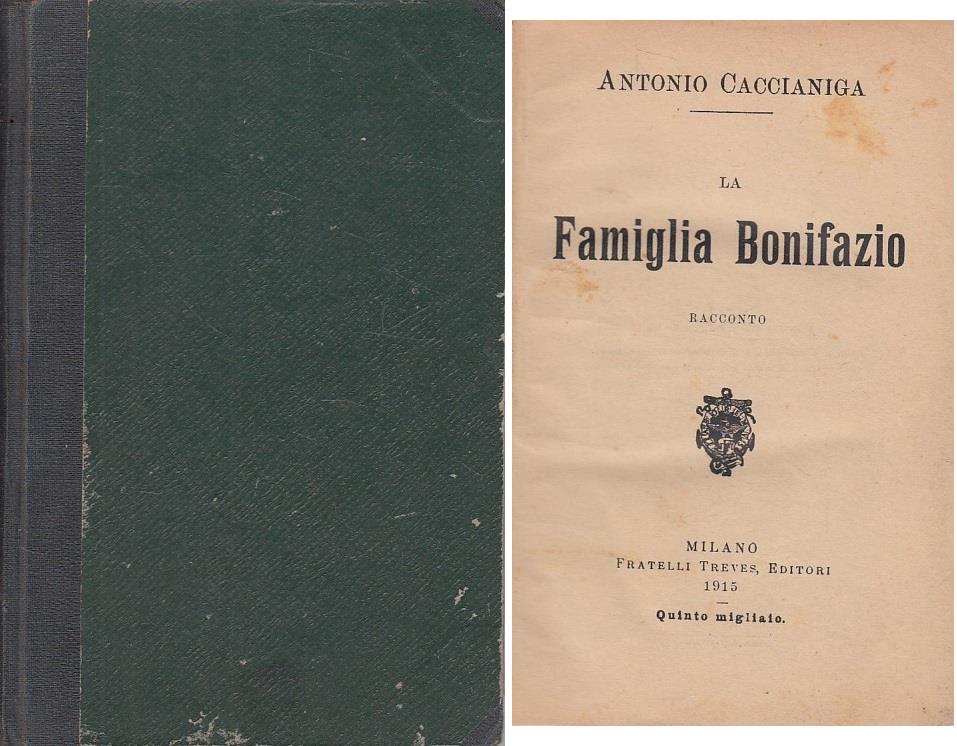 ANTONIO CACCIANIGA
LA
Famiglia Bonifazio
RACCONTO
MILANO
FRATELLI TREVES, EDITORI
1915
Quinto migliaio.